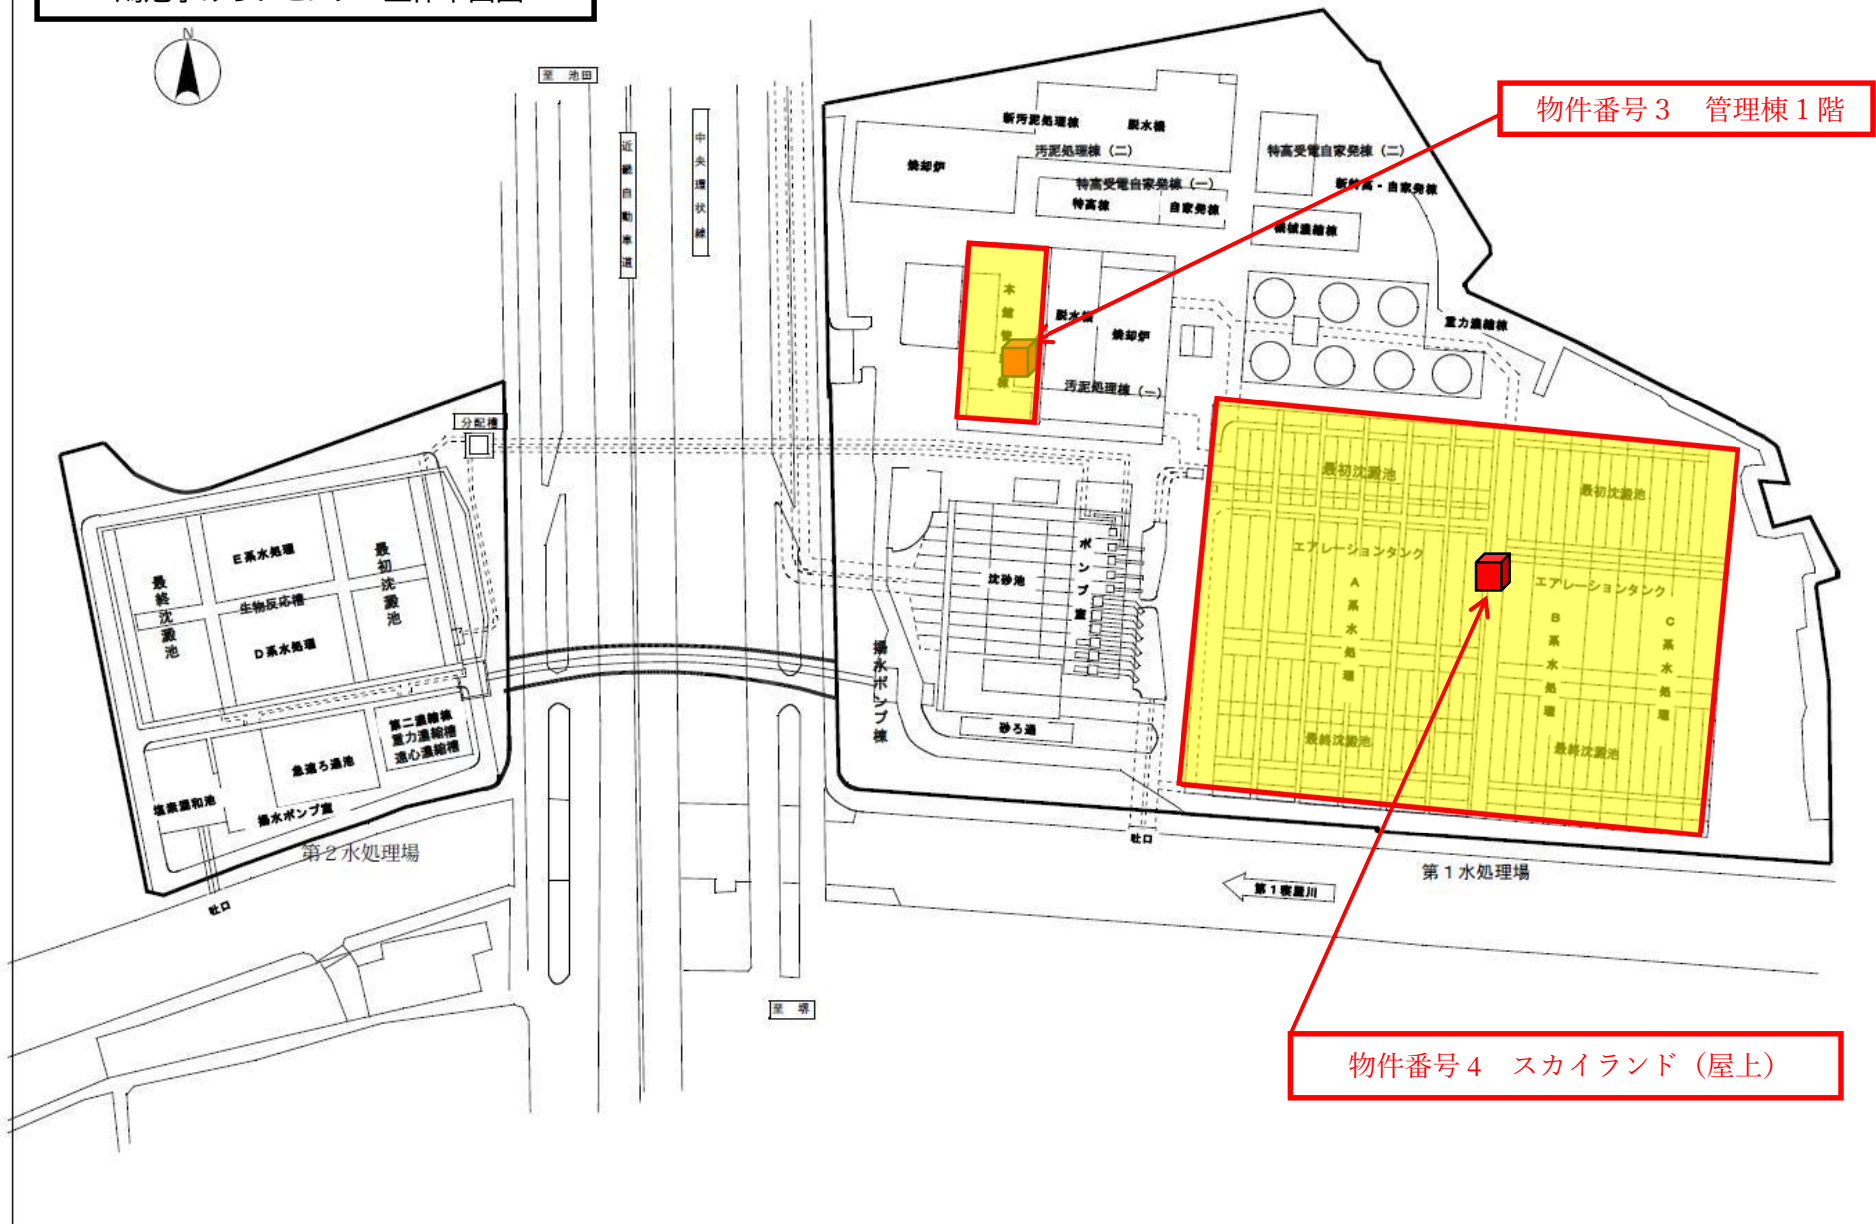 N
至 池田
近畿自動車道
中央環状線
物件番号3 管理棟1階
新汚泥処理棟
脱水機
汚泥処理棟（二）
焼却炉
特高受電自家発棟（二）
特高受電自家発棟（一）
新特高・自家発棟
特高棟
自家発棟
機械濃縮棟
本館管理棟
脱水機
焼却炉
重力濃縮棟
汚泥処理棟（一）
分配槽
最初沈澱池
最初沈澱池
エアレーションタンク
エアレーションタンク
A系水処理
B系水処理
C系水処理
最終沈澱池
最終沈澱池
ポンプ室
沈砂池
揚水ポンプ棟
砂ろ過
E系水処理
最初沈澱池
最終沈澱池
生物反応槽
D系水処理
第二濃縮棟
重力濃縮槽
遠心濃縮槽
急速ろ過池
塩素混和池
揚水ポンプ室
第2水処理場
吐口
吐口
第1水処理場
第1寝屋川
至 堺
物件番号4 スカイランド（屋上）